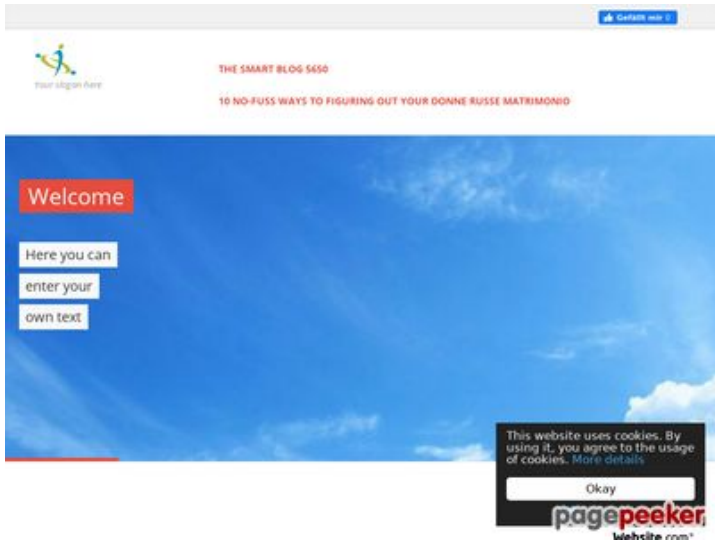 Gefällt mir 0
Your slogan here
THE SMART BLOG 5650
10 NO-FUSS WAYS TO FIGURING OUT YOUR DONNE RUSSE MATRIMONIO
Welcome
Here you can
enter your
own text
This website uses cookies. By
using it, you agree to the usage
of cookies. More details
Okay
pagepeeker
Website.com